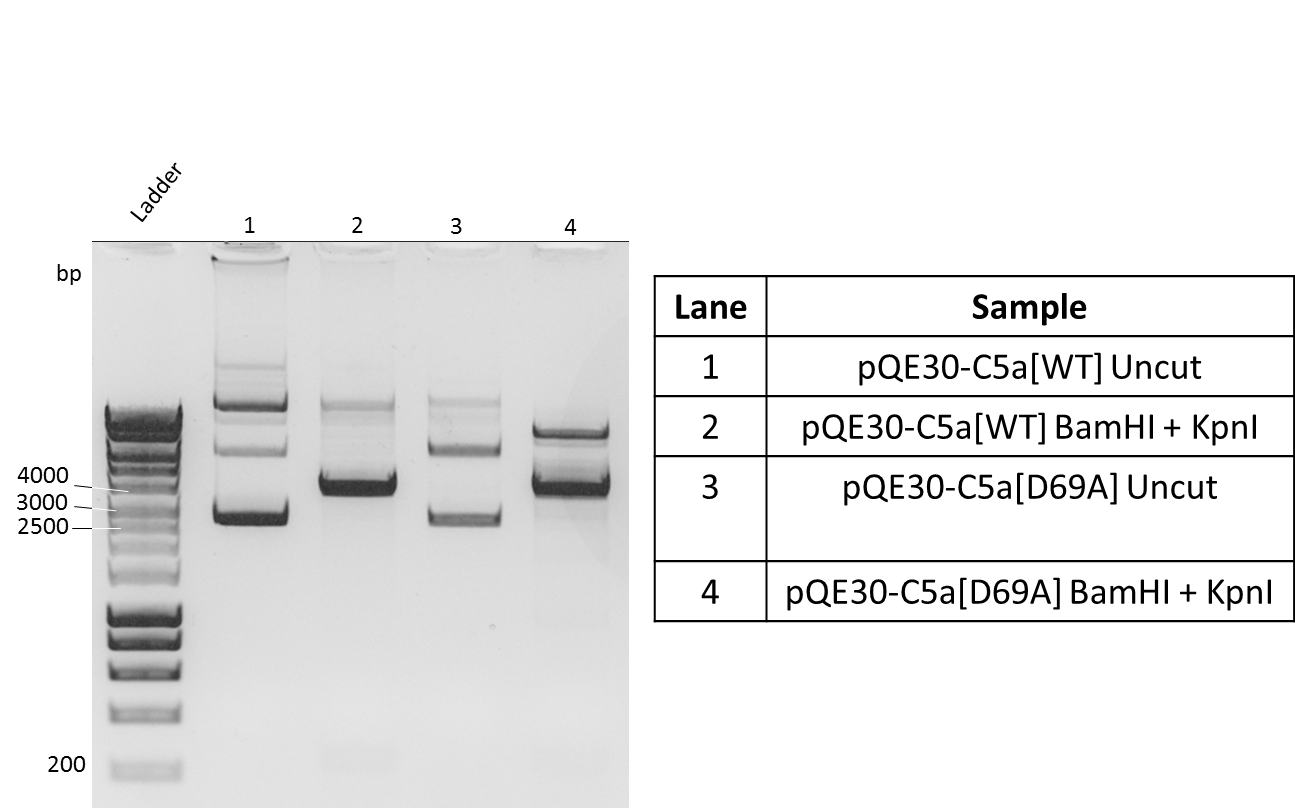 Ladder
1 2 3 4
bp
4000
3000
2500
200
Lane Sample
1 pQE30-C5a[WT] Uncut
2 pQE30-C5a[WT] BamHI + KpnI
3 pQE30-C5a[D69A] Uncut
4 pQE30-C5a[D69A] BamHI + KpnI